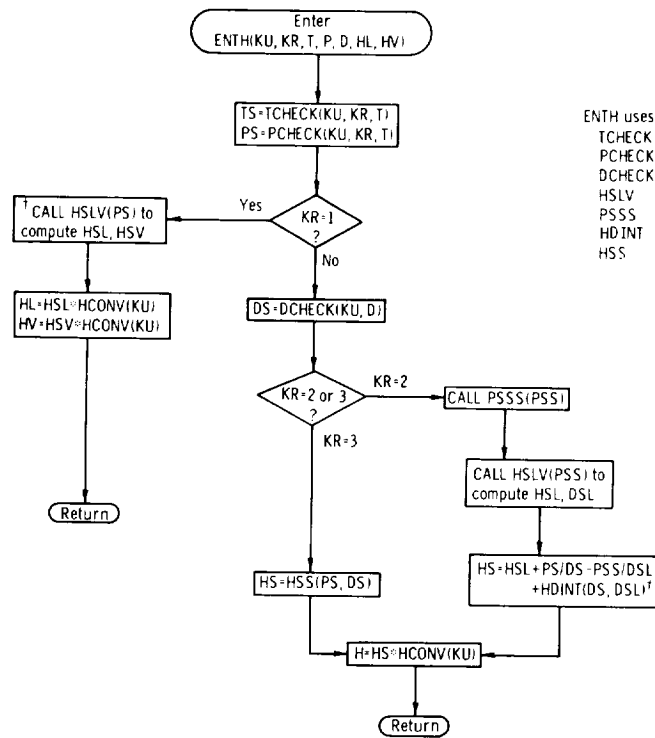 Enter
ENTH(KU, KR, T, P, D, HL, HV)
TS=TCHECK(KU, KR, T)
PS=PCHECK(KU, KR, T)
ENTH uses
TCHECK
PCHECK
DCHECK
HSLV
PSSS
HDINT
HSS
KR=1
?
Yes
No
†CALL HSLV(PS) to
compute HSL, HSV
HL=HSL*HCONV(KU)
HV=HSV*HCONV(KU)
Return
DS=DCHECK(KU, D)
KR=2 or 3
?
KR=2
KR=3
CALL PSSS(PSS)
CALL HSLV(PSS) to
compute HSL, DSL
HS=HSL+PS/DS-PSS/DSL
+HDINT(DS, DSL)†
HS=HSS(PS, DS)
H=HS*HCONV(KU)
Return